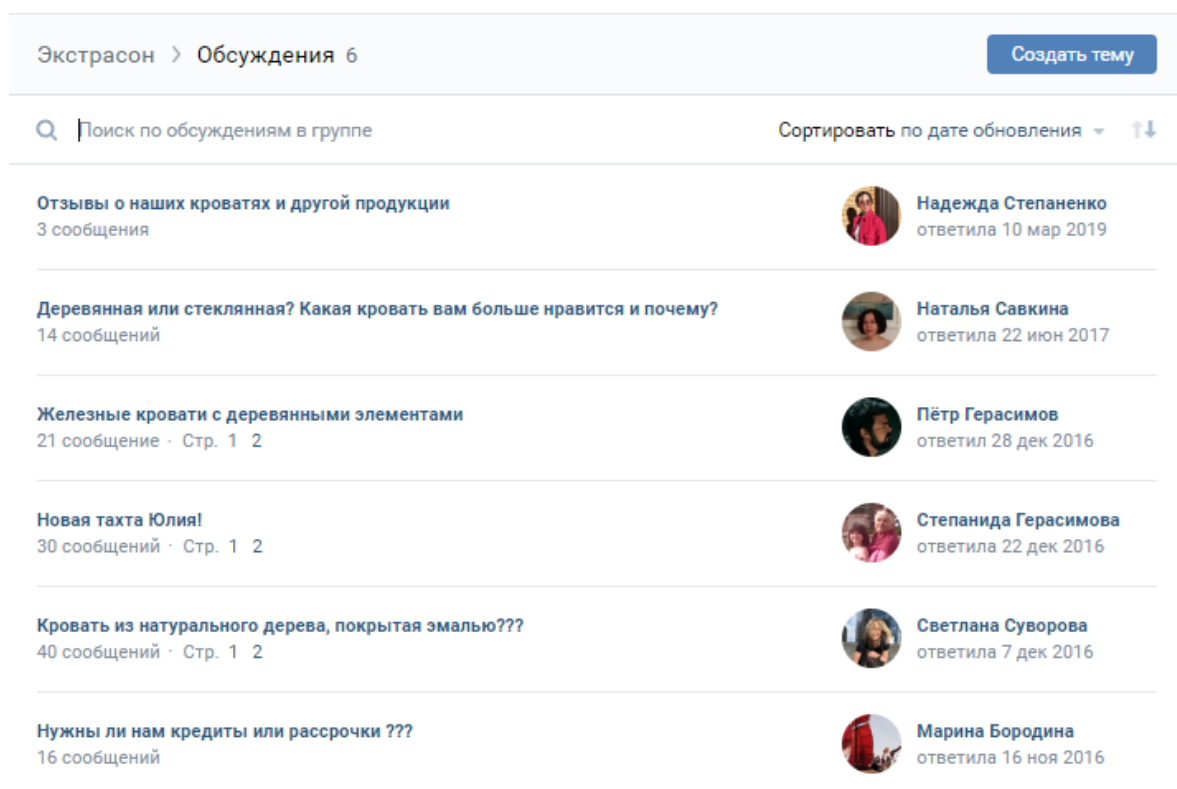 Экстрасон > Обсуждения 6 Создать тему
Поиск по обсуждениям в группе Сортировать по дате обновления
Отзывы о наших кроватях и другой продукции
3 сообщения
Надежда Степаненко
ответила 10 мар 2019
Деревянная или стеклянная? Какая кровать вам больше нравится и почему?
14 сообщений
Наталья Савкина
ответила 22 июн 2017
Железные кровати с деревянными элементами
21 сообщение · Стр. 1 2
Пётр Герасимов
ответил 28 дек 2016
Новая тахта Юлия!
30 сообщений · Стр. 1 2
Степанида Герасимова
ответила 22 дек 2016
Кровать из натурального дерева, покрытая эмалью???
40 сообщений · Стр. 1 2
Светлана Суворова
ответила 7 дек 2016
Нужны ли нам кредиты или рассрочки ???
16 сообщений
Марина Бородина
ответила 16 ноя 2016